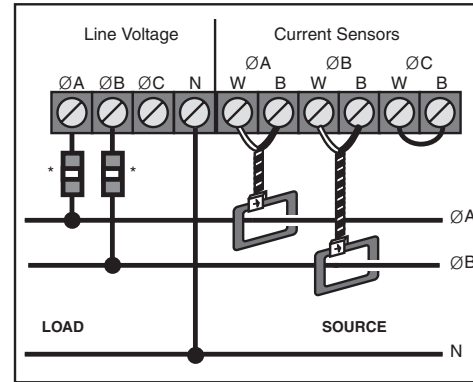 Line Voltage
Current Sensors
ØA ØB ØC
ØA ØB ØC N W B W B W B
* *
ØA
ØB
LOAD SOURCE
N